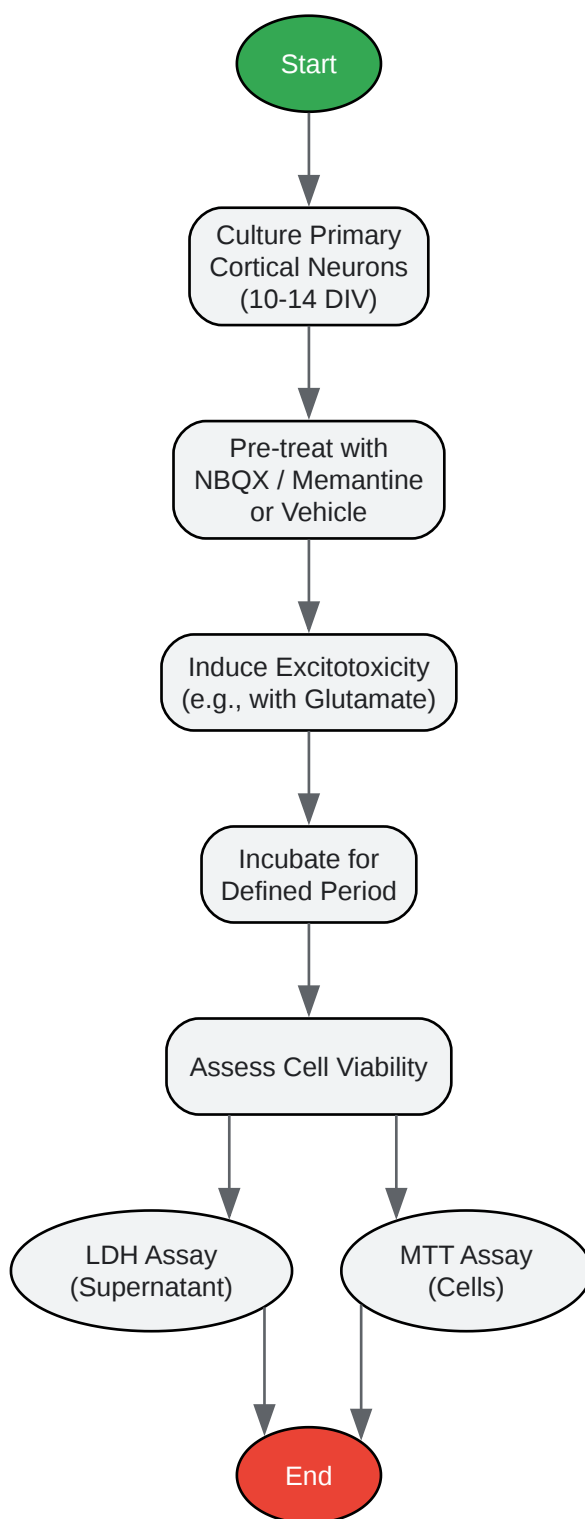 Start
Culture Primary
Cortical Neurons
(10-14 DIV)
Pre-treat with
NBQX / Memantine
or Vehicle
Induce Excitotoxicity
(e.g., with Glutamate)
Incubate for
Defined Period
Assess Cell Viability
LDH Assay
(Supernatant)
MTT Assay
(Cells)
End